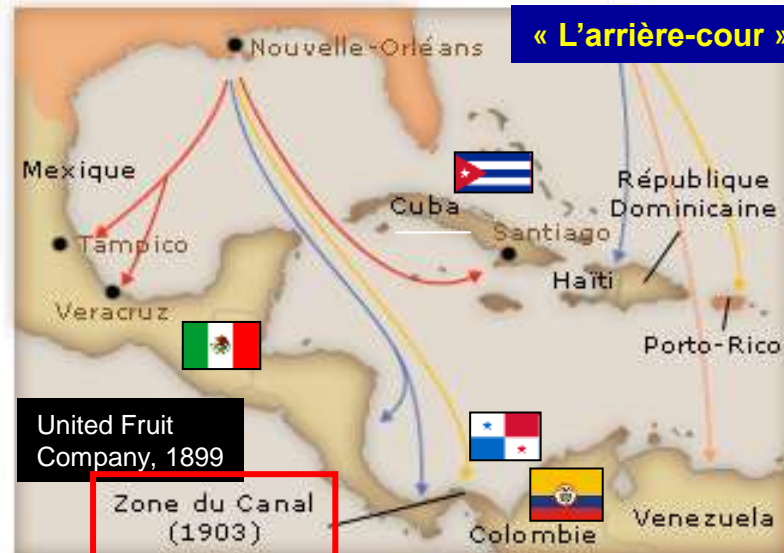 « L'arrière-cour »
Nouvelle-Orléans
Mexique
Tampico
Veracruz
Cuba
Santiago
République
Dominicaine
Haïti
Porto-Rico
United Fruit
Company, 1899
Zone du Canal
(1903)
Colombie
Venezuela